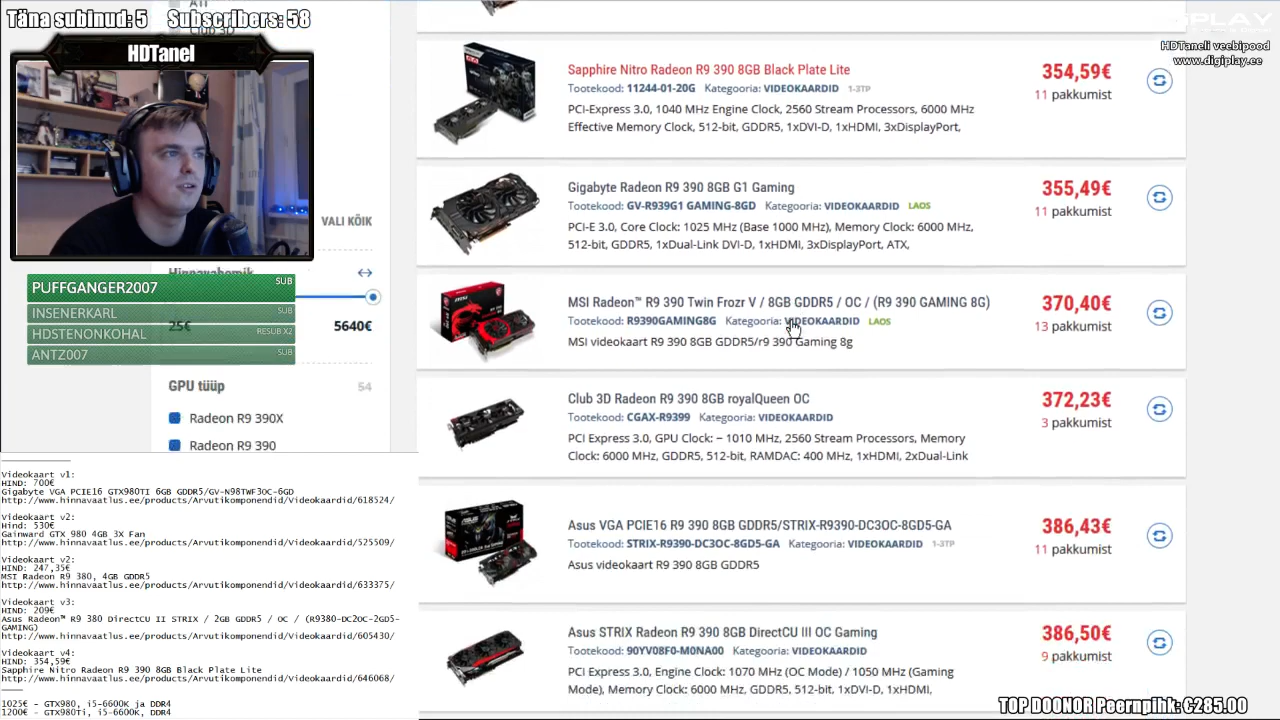 Täna subinud: 5 Subscribers: 58
HDTanel
ATI
Club 3D
VALI KÕIK
Hinnavahemik
25€ 5640€
PUFFGANGER2007 SUB
INSENERKARL SUB
HDSTENONKOHAL RESUB X2
ANTZ007 SUB
GPU tüüp 54
Radeon R9 390X
Radeon R9 390
Videokaart v1:
HIND: 700€
Gigabyte VGA PCIE16 GTX980TI 6GB GDDR5/GV-N98TWF3OC-6GD
http://www.hinnavaatlus.ee/products/Arvutikomponendid/Videokaardid/618524/
Videokaart v2:
Hind: 530€
Gainward GTX 980 4GB 3X Fan
http://www.hinnavaatlus.ee/products/Arvutikomponendid/Videokaardid/525509/
Videokaart v2:
HIND: 247,35€
MSI Radeon R9 380, 4GB GDDR5
http://www.hinnavaatlus.ee/products/Arvutikomponendid/Videokaardid/633375/
Videokaart v3:
HIND: 209€
Asus Radeon™ R9 380 DirectCU II STRIX / 2GB GDDR5 / OC / (R9380-DC2OC-2GD5-
GAMING)
http://www.hinnavaatlus.ee/products/Arvutikomponendid/Videokaardid/605430/
Videokaart v4:
HIND: 354,59€
Sapphire Nitro Radeon R9 390 8GB Black Plate Lite
http://www.hinnavaatlus.ee/products/Arvutikomponendid/Videokaardid/646068/
1025€ - GTX980, i5-6600K ja DDR4
1200€ - GTX980Ti, i5-6600K, DDR4
DIGIPLAY
HDTaneli veebipood
www.digiplay.ee
Sapphire Nitro Radeon R9 390 8GB Black Plate Lite 354,59€
Tootekood: 11244-01-20G Kategooria: VIDEOKAARDID 1-3TP 11 pakkumist
PCI-Express 3.0, 1040 MHz Engine Clock, 2560 Stream Processors, 6000 MHz
Effective Memory Clock, 512-bit, GDDR5, 1xDVI-D, 1xHDMI, 3xDisplayPort,
Gigabyte Radeon R9 390 8GB G1 Gaming 355,49€
Tootekood: GV-R939G1 GAMING-8GD Kategooria: VIDEOKAARDID LAOS 11 pakkumist
PCI-E 3.0, Core Clock: 1025 MHz (Base 1000 MHz), Memory Clock: 6000 MHz,
512-bit, GDDR5, 1xDual-Link DVI-D, 1xHDMI, 3xDisplayPort, ATX,
MSI Radeon™ R9 390 Twin Frozr V / 8GB GDDR5 / OC / (R9 390 GAMING 8G) 370,40€
Tootekood: R9390GAMING8G Kategooria: VIDEOKAARDID LAOS 13 pakkumist
MSI videokaart R9 390 8GB GDDR5/r9 390 Gaming 8g
Club 3D Radeon R9 390 8GB royalQueen OC 372,23€
Tootekood: CGAX-R9399 Kategooria: VIDEOKAARDID 3 pakkumist
PCI Express 3.0, GPU Clock: ~ 1010 MHz, 2560 Stream Processors, Memory
Clock: 6000 MHz, GDDR5, 512-bit, RAMDAC: 400 MHz, 1xHDMI, 2xDual-Link
Asus VGA PCIE16 R9 390 8GB GDDR5/STRIX-R9390-DC3OC-8GD5-GA 386,43€
Tootekood: STRIX-R9390-DC3OC-8GD5-GA Kategooria: VIDEOKAARDID 1-3TP 11 pakkumist
Asus videokaart R9 390 8GB GDDR5
Asus STRIX Radeon R9 390 8GB DirectCU III OC Gaming 386,50€
Tootekood: 90YV08F0-M0NA00 Kategooria: VIDEOKAARDID 9 pakkumist
PCI Express 3.0, Engine Clock: 1070 MHz (OC Mode) / 1050 MHz (Gaming
Mode), Memory Clock: 6000 MHz, GDDR5, 512-bit, 1xDVI-D, 1xHDMI,
TOP DOONOR Peernpihk: €285.00